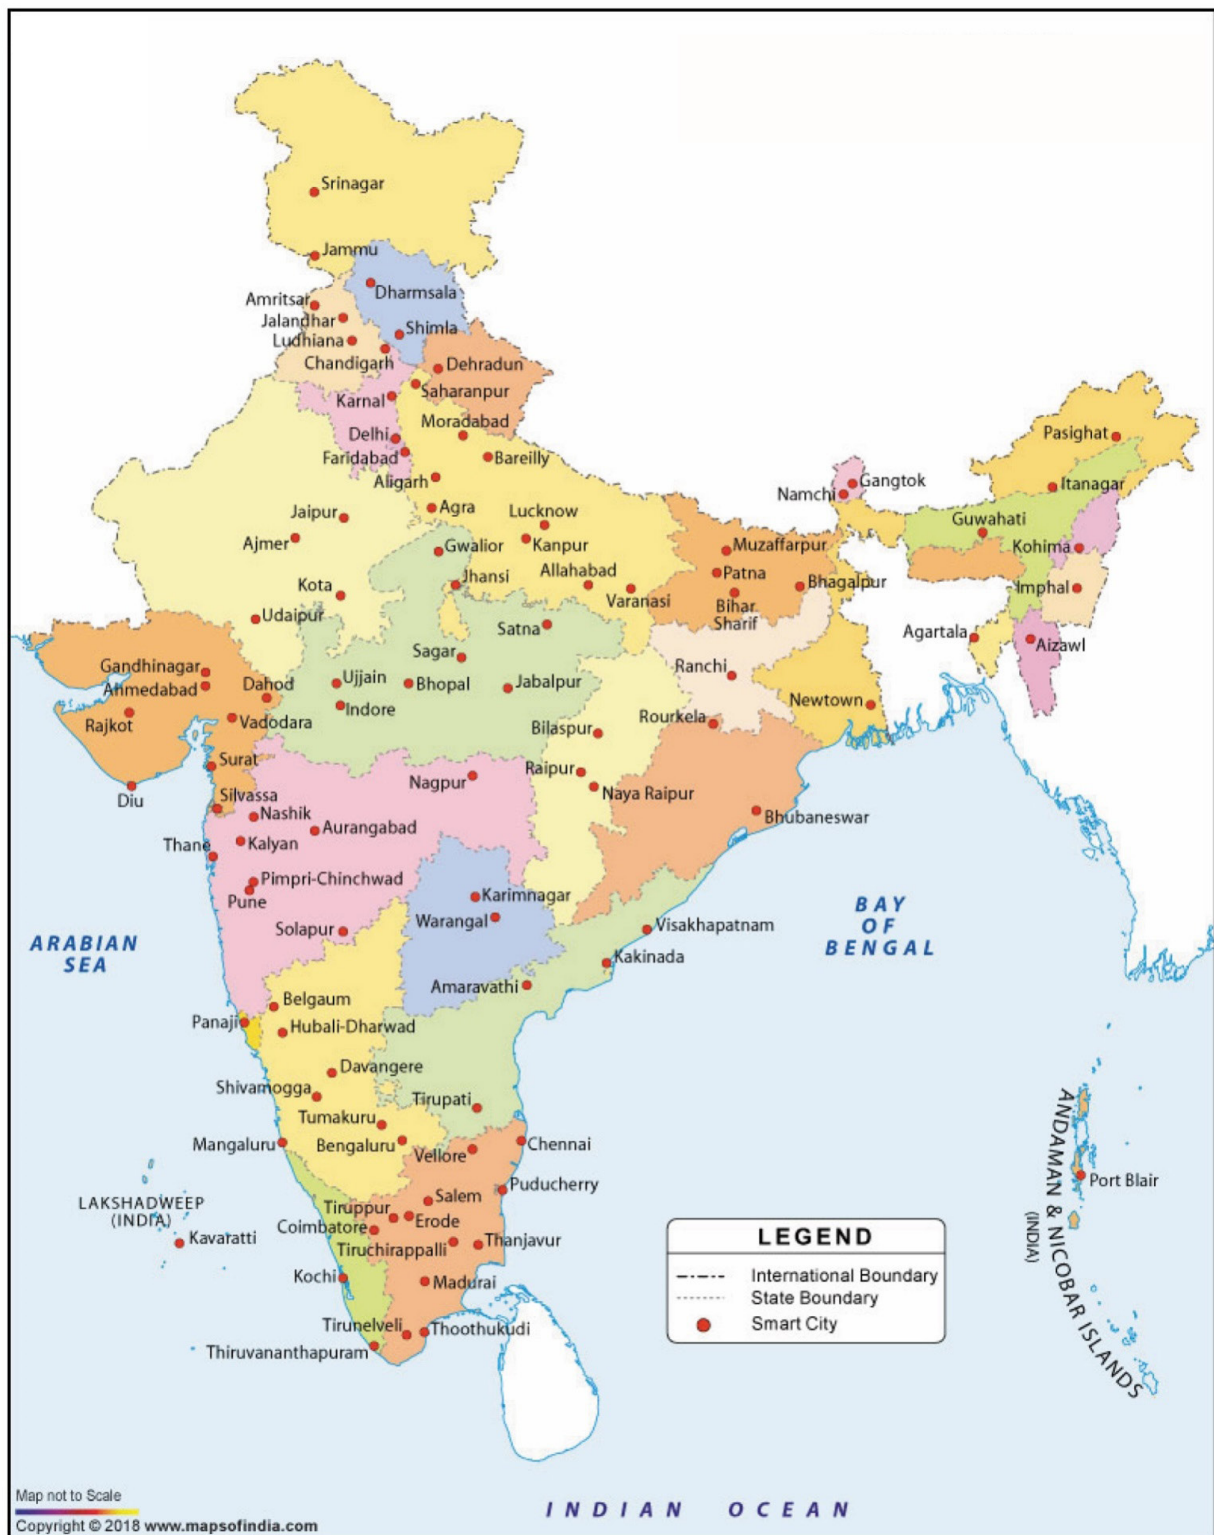 Srinagar
Jammu
Dharmsala
Amritsar
Jalandhar
Shimla
Ludhiana
Chandigarh
Dehradun
Saharanpur
Karnal
Moradabad
Delhi
Faridabad
Bareilly
Aligarh
Pasighat
Gangtok
Itanagar
Namchi
Agra
Lucknow
Jaipur
Guwahati
Ajmer
Gwalior
Kanpur
Muzaffarpur
Kohima
Jhansi
Allahabad
Patna
Kota
Bhagalpur
Imphal
Varanasi
Bihar
Sharif
Udaipur
Satna
Agartala
Aizawl
Sagar
Gandhinagar
Ranchi
Ahmedabad
Dahod
Ujjain
Bhopal
Jabalpur
Newtown
Indore
Rajkot
Vadodara
Rourkela
Bilaspur
Surat
Nagpur
Raipur
Diu
Silvassa
Naya Raipur
Nashik
Bhubaneswar
Aurangabad
Thane
Kalyan
Pimpri-Chinchwad
Pune
Karimnagar
Warangal
Solapur
Visakhapatnam
BAY
OF
BENGAL
ARABIAN
SEA
Kakinada
Amaravathi
Belgaum
Panaji
Hubali-Dharwad
Davangere
Shivamogga
Tirupati
Tumakuru
Mangaluru
Bengaluru
Chennai
Vellore
ANDAMAN & NICOBAR ISLANDS
(INDIA)
Port Blair
Puducherry
LAKSHADWEEP
(INDIA)
Kavaratti
Salem
Tiruppur
Erode
Coimbatore
Tiruchirappalli
Thanjavur
Kochi
Madurai
Tirunelveli
Thoothukudi
Thiruvananthapuram
LEGEND
International Boundary
State Boundary
Smart City
Map not to Scale
INDIAN OCEAN
Copyright © 2018 www.mapsofindia.com